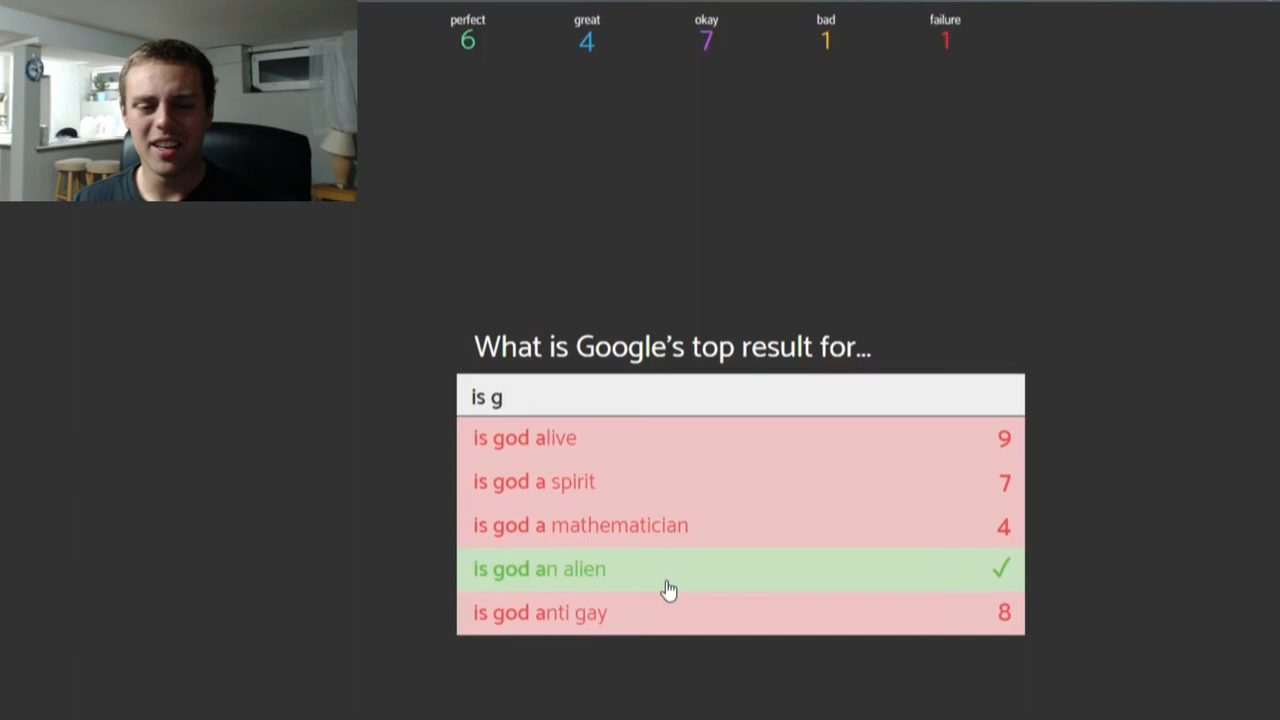 perfect great okay bad failure
6 4 7 1 1
What is Google's top result for...
is g
is god alive 9
is god a spirit 7
is god a mathematician 4
is god an alien ✓
is god anti gay 8